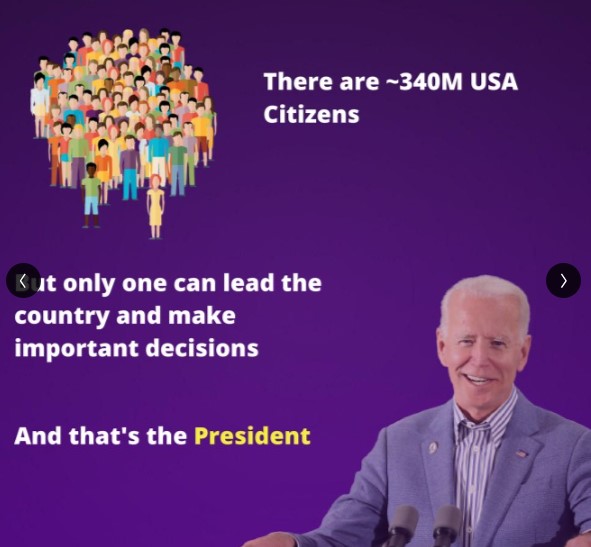 There are ~340M USA
Citizens
But only one can lead the
country and make
important decisions
And that's the President